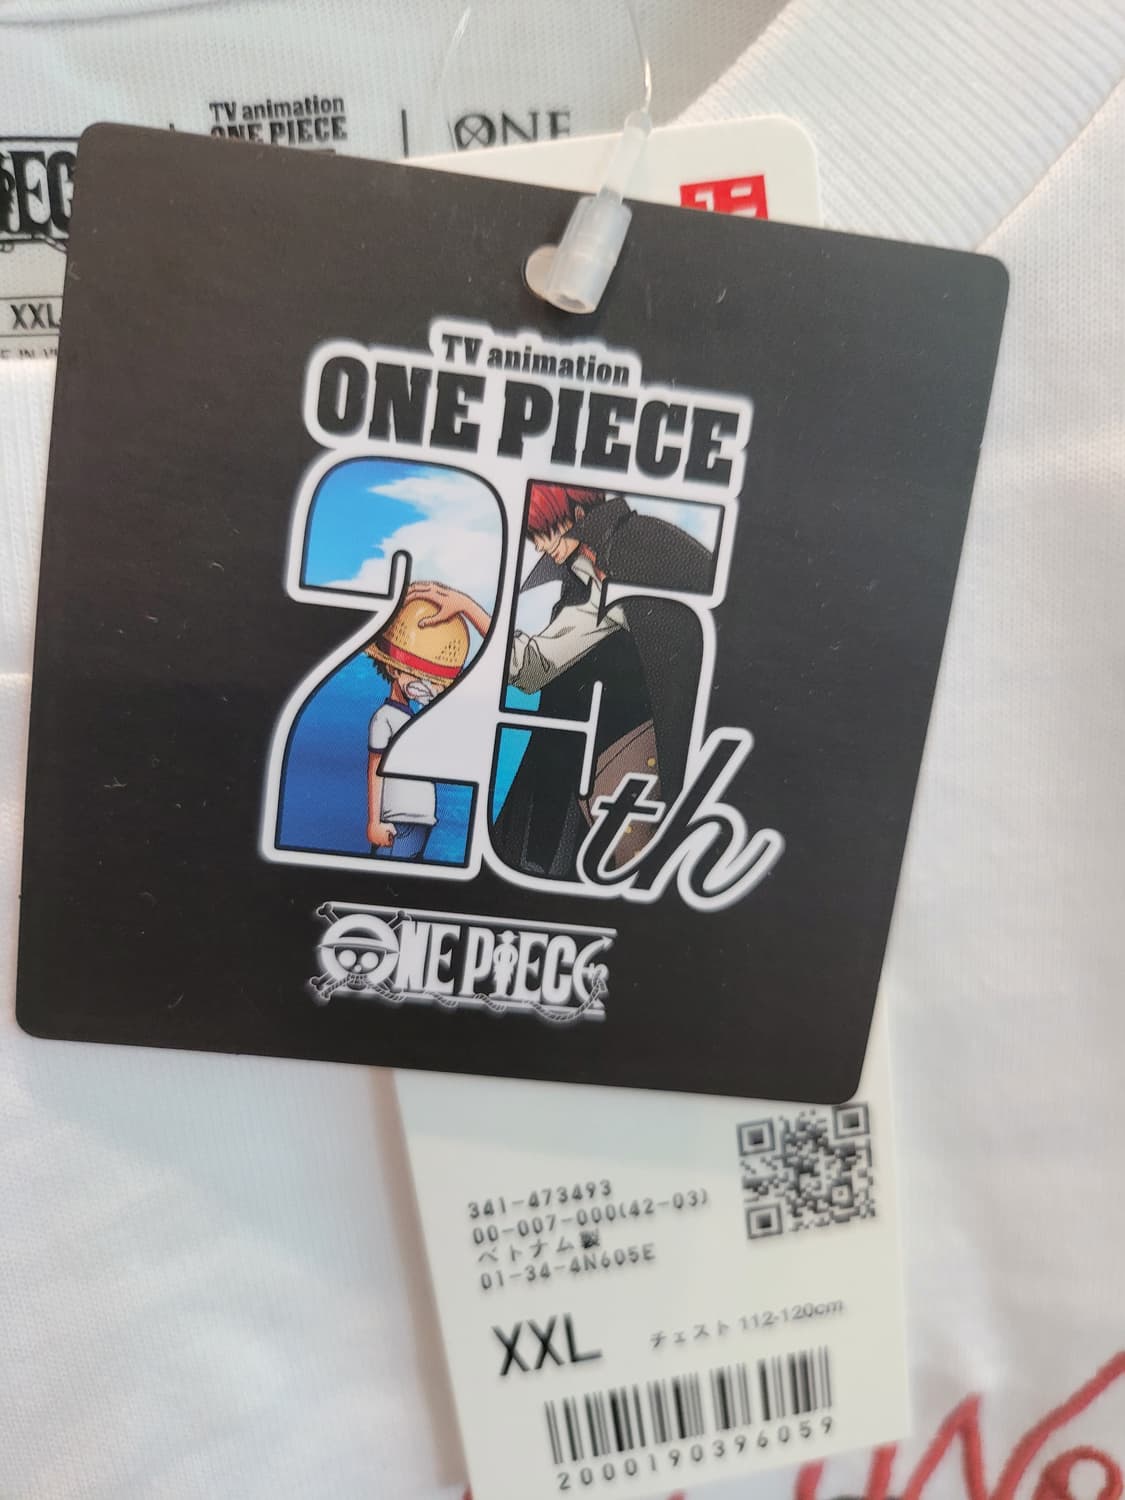 TV animation
ONE PIECE
ONE
XXL
TV animation
ONE PIECE
25th
ONE PIECE
341-473493
00-007-000(42-03)
ベトナム製
01-34-4N605E
XXL チェスト 112-120cm
2000190396059